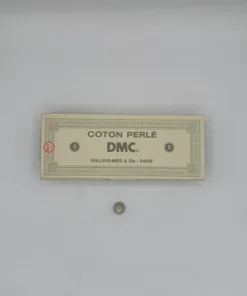 COTON PERLÉ
DMC
DOLLFUS-MIEG & Cie - PARIS